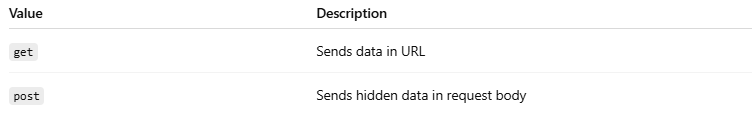 Value Description
get Sends data in URL
post Sends hidden data in request body